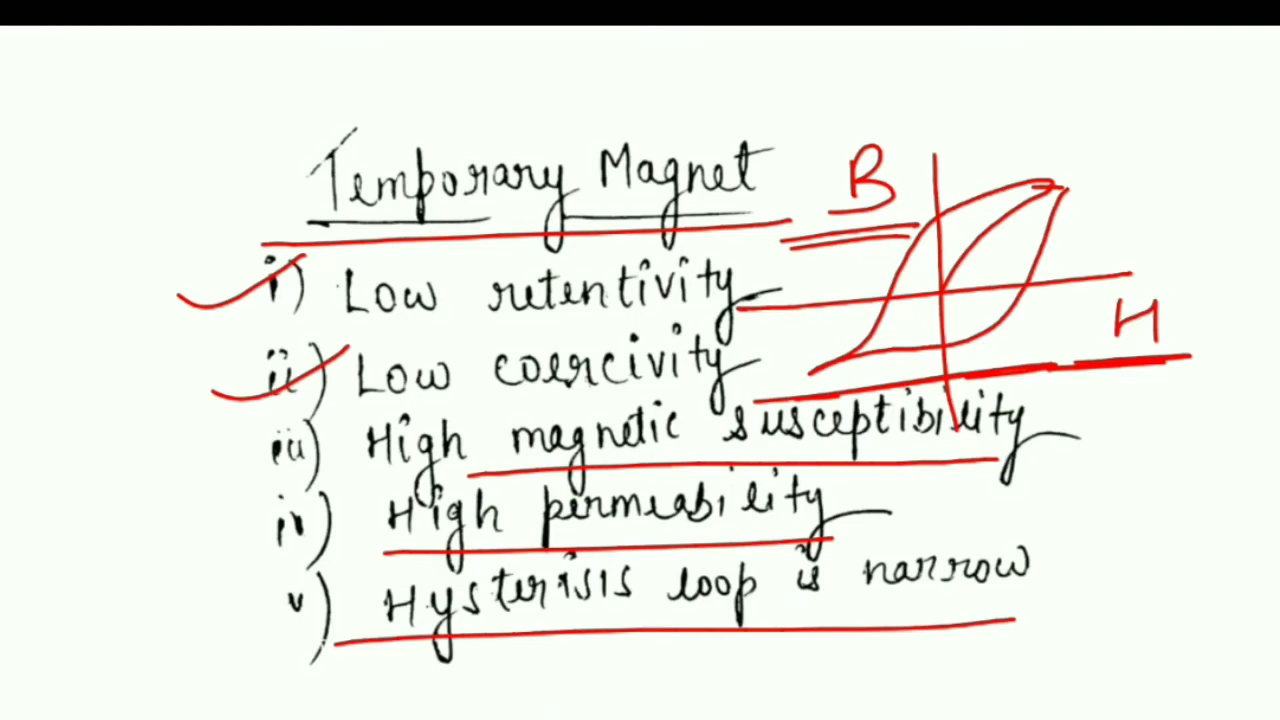 Temporary Magnet
B
i) Low retentivity
H
ii) Low coercivity
iii) High magnetic susceptibility
iv) High permeability
v) Hysterisis loop is narrow